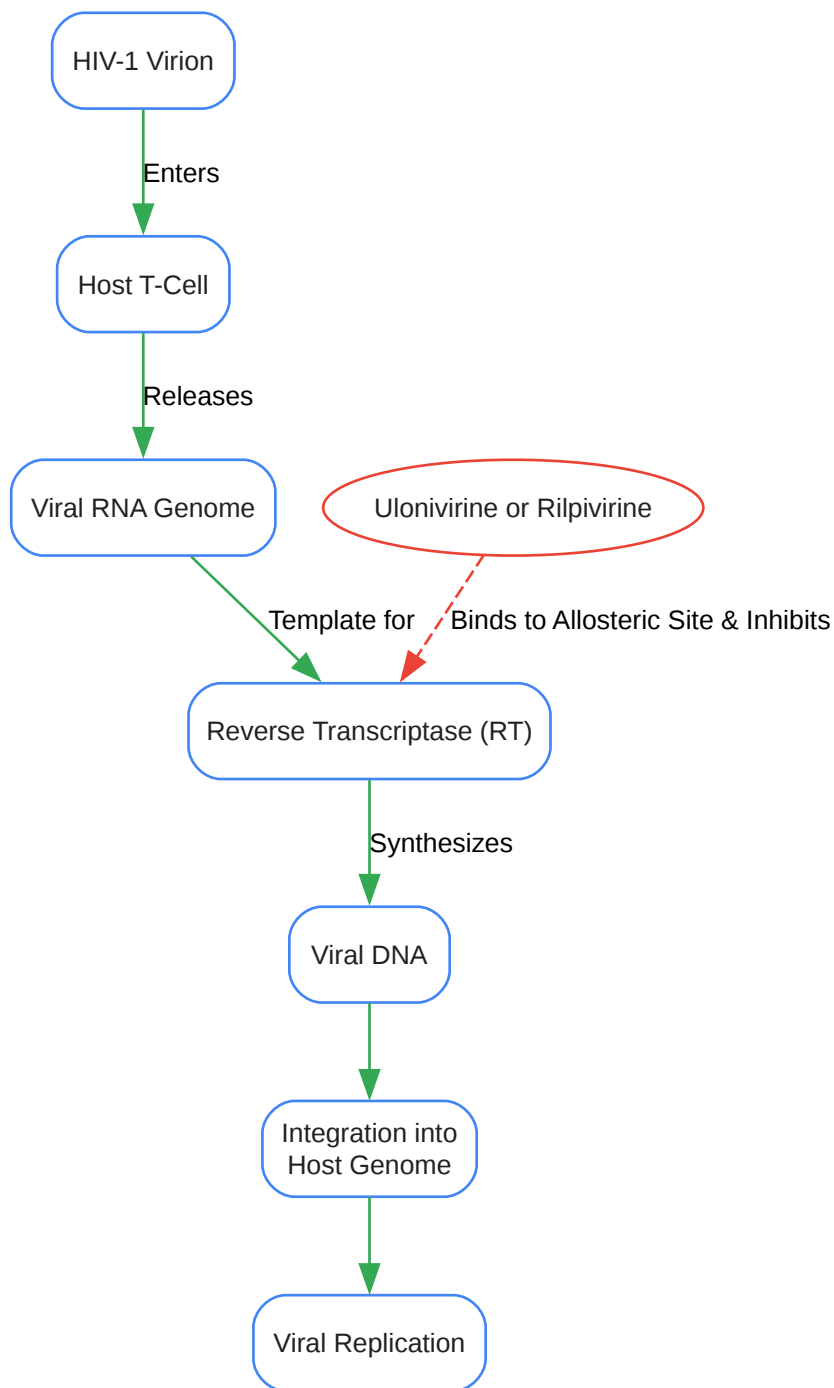 HIV-1 Virion
Enters
Host T-Cell
Releases
Viral RNA Genome
Ulonivirine or Rilpivirine
Template for
Binds to Allosteric Site & Inhibits
Reverse Transcriptase (RT)
Synthesizes
Viral DNA
Integration into
Host Genome
Viral Replication